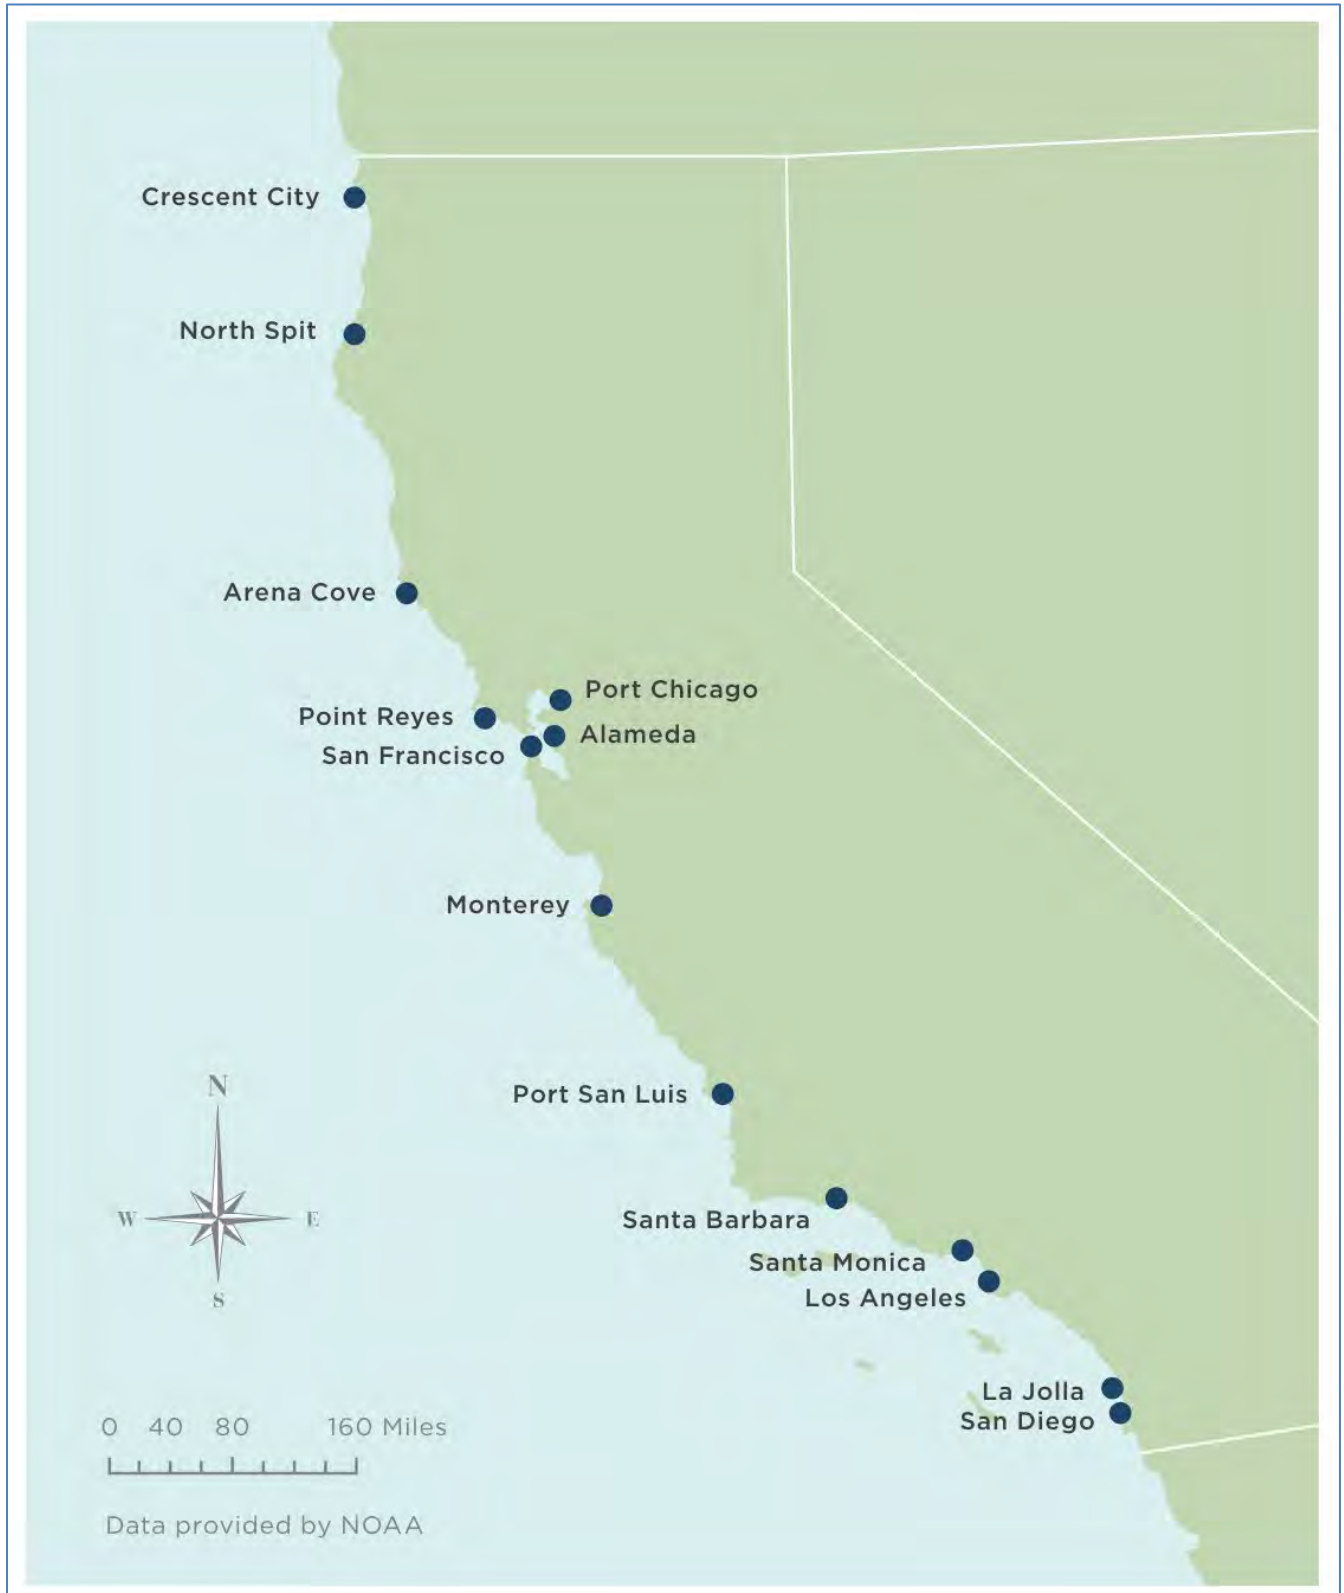 Crescent City
North Spit
Arena Cove
Port Chicago
Point Reyes
Alameda
San Francisco
Monterey
N
Port San Luis
W
E
Santa Barbara
Santa Monica
S
Los Angeles
La Jolla
San Diego
0 40 80 160 Miles
Data provided by NOAA